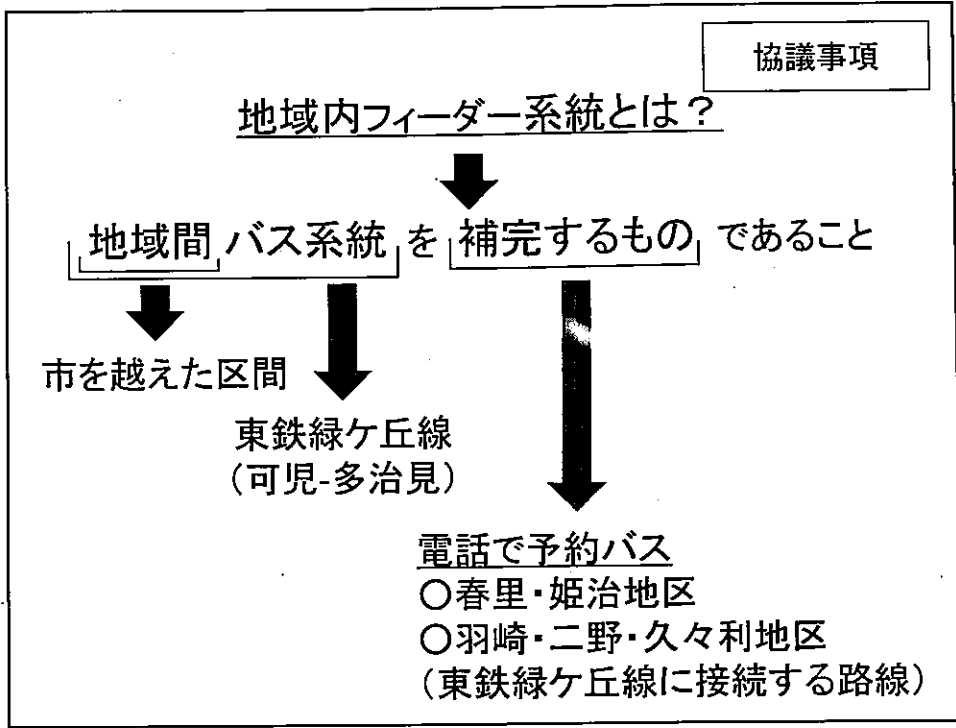 協議事項
地域内フィーダー系統とは？
地域間バス系統を補完するものであること
市を越えた区間
東鉄緑ケ丘線
(可児-多治見)
電話で予約バス
○春里・姫治地区
○羽崎・二野・久々利地区
(東鉄緑ケ丘線に接続する路線)